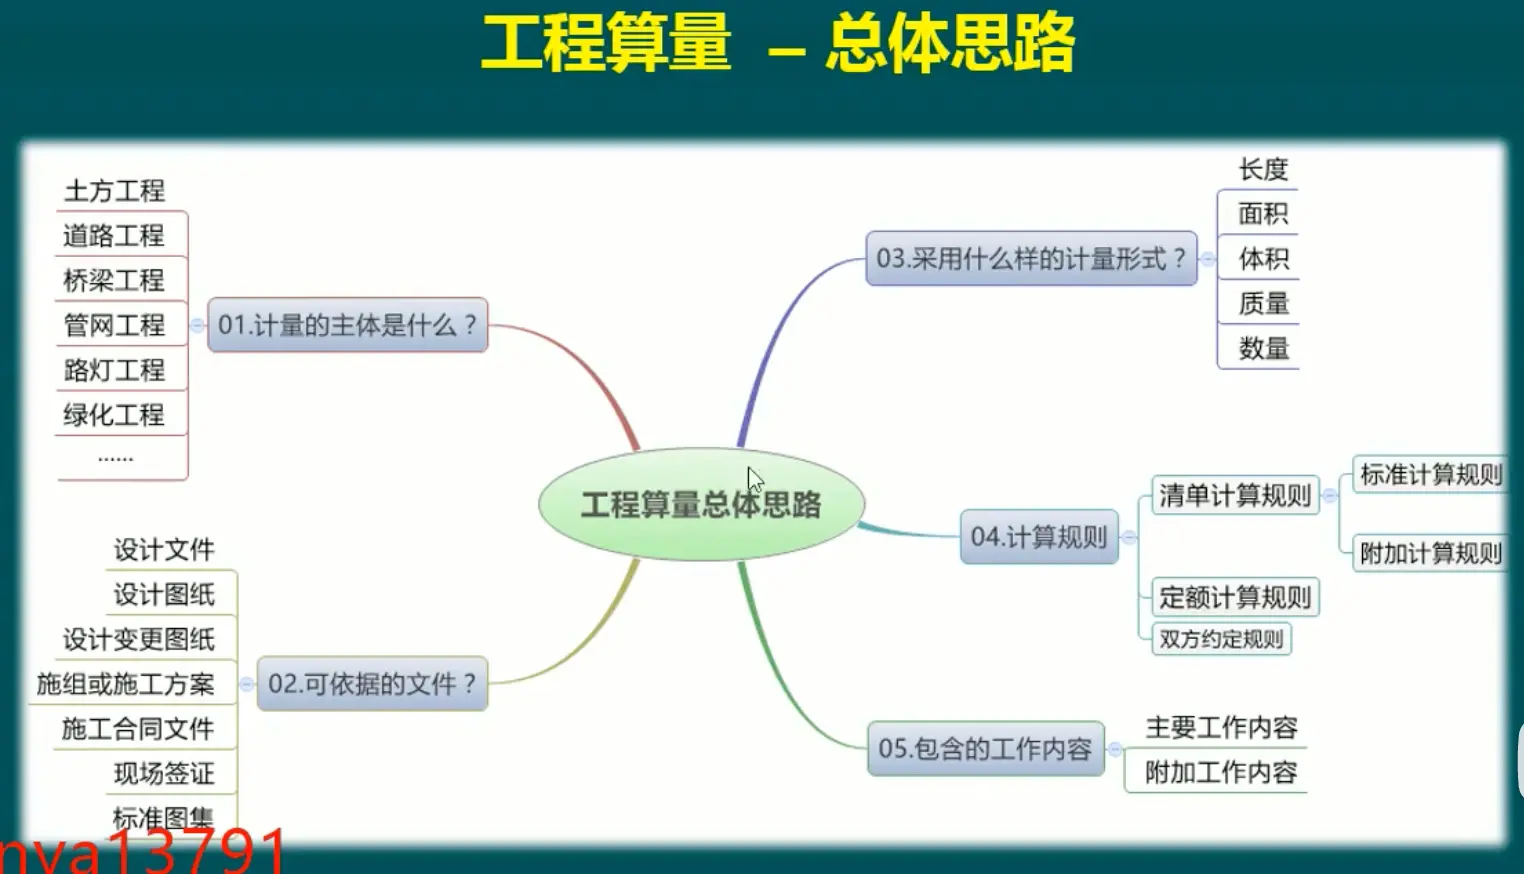 工程算量 – 总体思路
土方工程
道路工程
桥梁工程
管网工程
路灯工程
绿化工程
......
01.计量的主体是什么？
设计文件
设计图纸
设计变更图纸
施组或施工方案
施工合同文件
现场签证
标准图集
02.可依据的文件？
工程算量总体思路
03.采用什么样的计量形式？
长度
面积
体积
质量
数量
04.计算规则
清单计算规则
标准计算规则
附加计算规则
定额计算规则
双方约定规则
05.包含的工作内容
主要工作内容
附加工作内容
nya13791